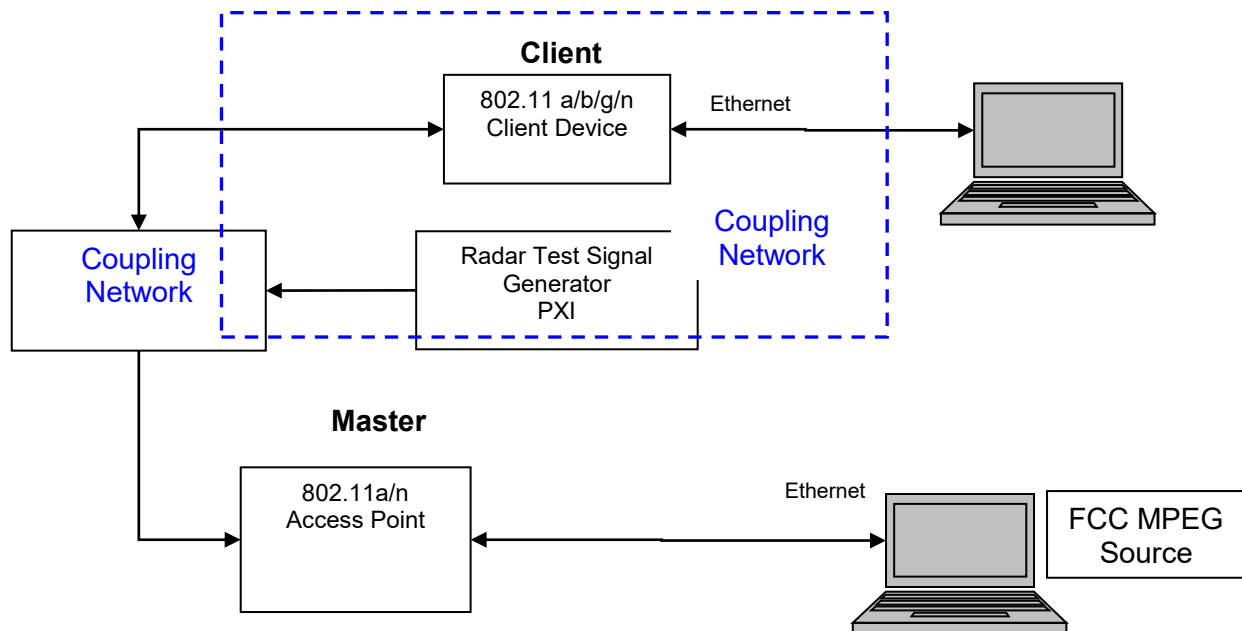 Client
802.11 a/b/g/n
Client Device
Ethernet
Coupling
Network
Radar Test Signal
Generator
PXI
Coupling
Network
Master
802.11a/n
Access Point
Ethernet
FCC MPEG
Source